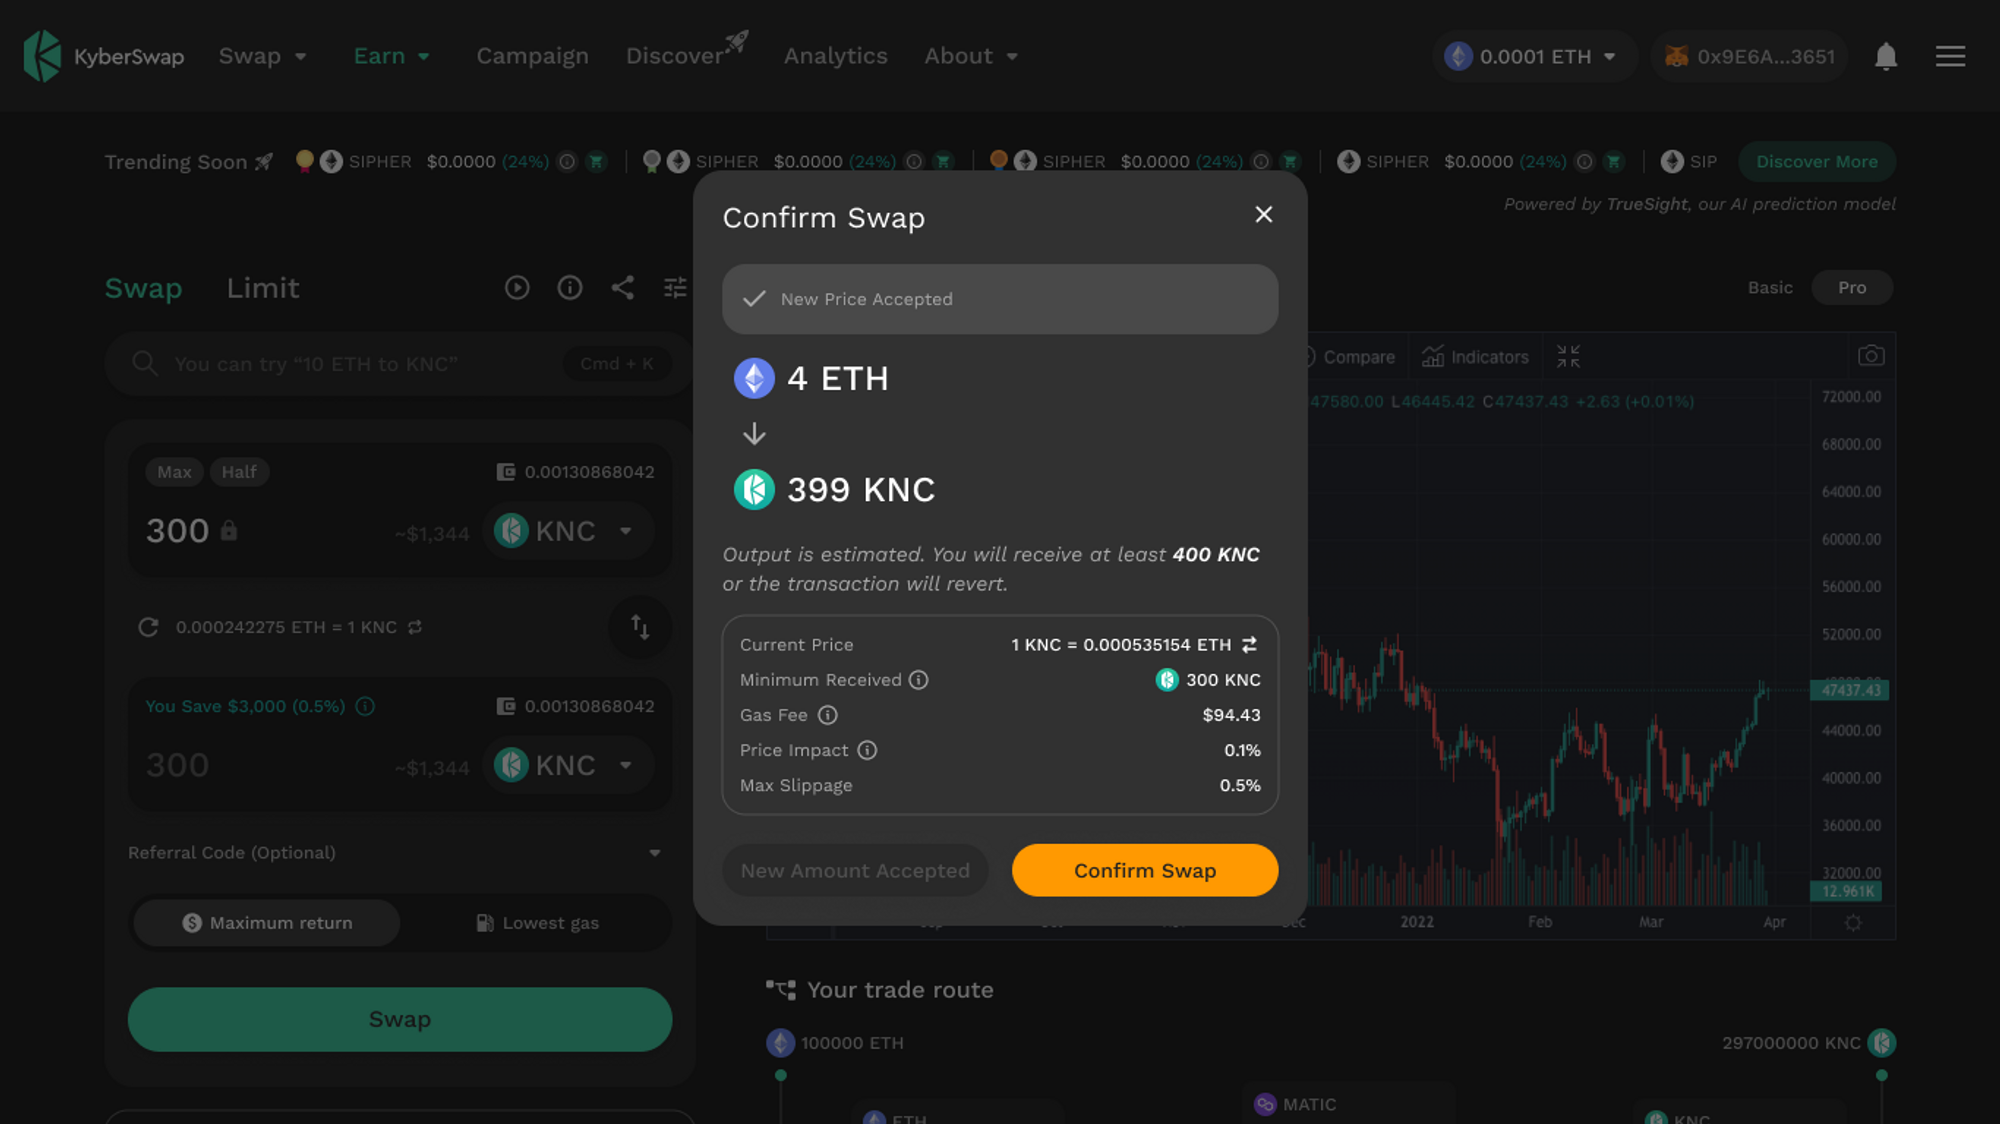 KyberSwap Swap Earn Campaign Discover Analytics About 0.0001 ETH 0x9E6A...3651
Trending Soon SIPHER $0.0000 (24%) SIPHER $0.0000 (24%) SIPHER $0.0000 (24%) SIPHER $0.0000 (24%) SIP Discover More
Powered by TrueSight, our AI prediction model
Swap Limit
Basic Pro
You can try “10 ETH to KNC” Cmd + K
Max Half 0.00130868042
300 ~$1,344 KNC
0.000242275 ETH = 1 KNC
You Save $3,000 (0.5%) 0.00130868042
300 ~$1,344 KNC
Referral Code (Optional)
Maximum return Lowest gas
Swap
Confirm Swap
New Price Accepted
4 ETH
399 KNC
Output is estimated. You will receive at least 400 KNC
or the transaction will revert.
Current Price 1 KNC = 0.000535154 ETH
Minimum Received 300 KNC
Gas Fee $94.43
Price Impact 0.1%
Max Slippage 0.5%
New Amount Accepted Confirm Swap
Compare Indicators
47580.00 L46445.42 C47437.43 +2.63 (+0.01%)
72000.00
68000.00
64000.00
60000.00
56000.00
52000.00
47437.43
44000.00
40000.00
36000.00
32000.00
12.961K
2022 Feb Mar Apr
Your trade route
100000 ETH 297000000 KNC
ETH MATIC KNC